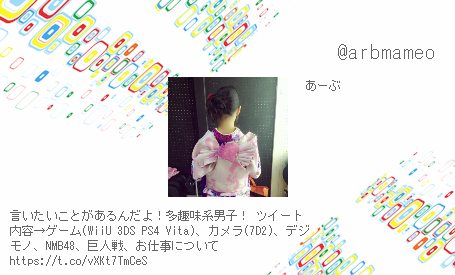 @arbmameo
あーぶ
言いたいことがあるんだよ！多趣味系男子！ ツイート
内容→ゲーム(WiiU 3DS PS4 Vita)、カメラ(7D2)、デジ
モノ、NMB48、巨人戦、お仕事について
https://t.co/vXKt7TmCeS